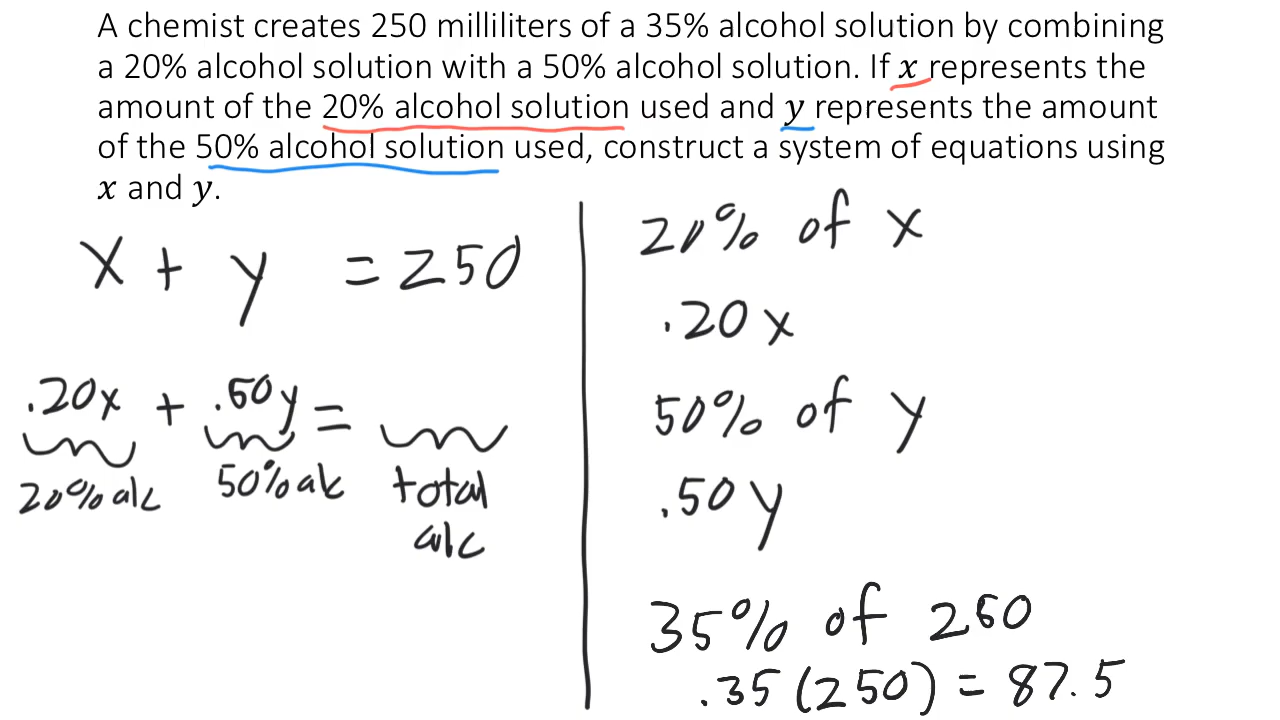 A chemist creates 250 milliliters of a 35% alcohol solution by combining
a 20% alcohol solution with a 50% alcohol solution. If x represents the
amount of the 20% alcohol solution used and y represents the amount
of the 50% alcohol solution used, construct a system of equations using
x and y.
x + y = 250
.20x + .50y =
20% alc 50% alc total
alc
20% of x
.20x
50% of y
.50y
35% of 250
.35(250) = 87.5